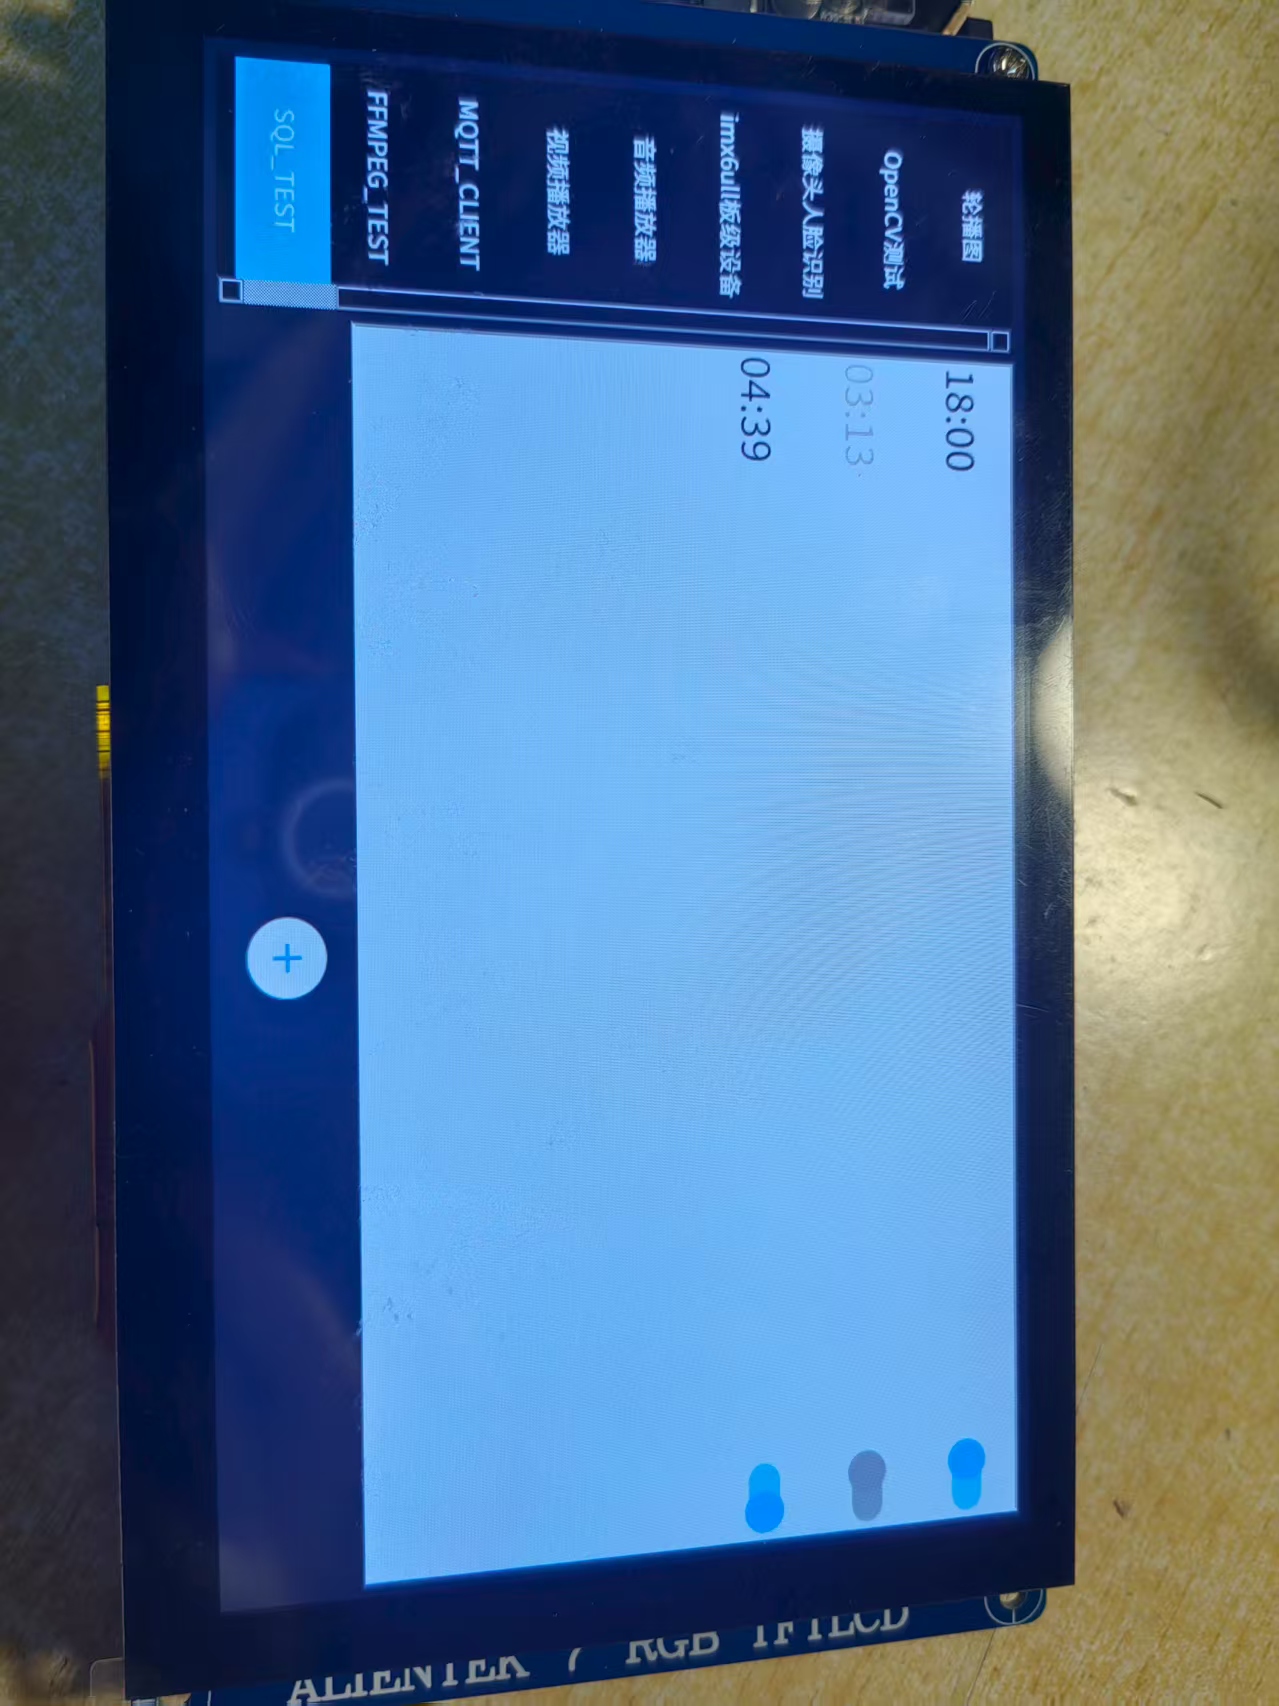 轮播图
OpenCV测试
摄像头人脸识别
imx6ull板级设备
音频播放器
视频播放器
MQTT_CLIENT
FFMPEG_TEST
SQL_TEST
18:00
03:13
04:39
+
ALIENTEK 7 RGB TFTLCD